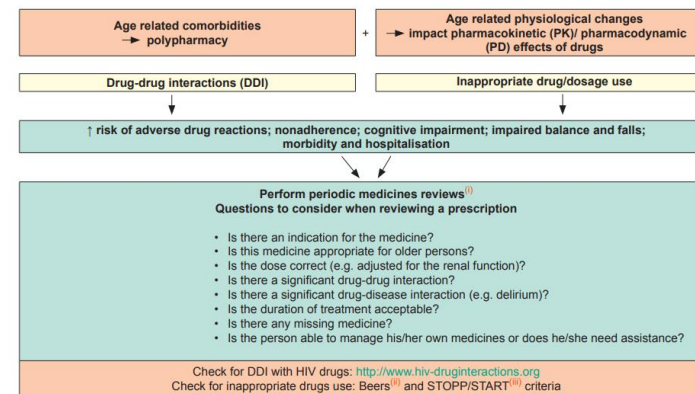 Age related comorbidities
→ polypharmacy
+
Age related physiological changes
→ impact pharmacokinetic (PK)/ pharmacodynamic
(PD) effects of drugs
Drug-drug interactions (DDI)
Inappropriate drug/dosage use
↑ risk of adverse drug reactions; nonadherence; cognitive impairment; impaired balance and falls;
morbidity and hospitalisation
Perform periodic medicines reviews(i)
Questions to consider when reviewing a prescription
• Is there an indication for the medicine?
• Is this medicine appropriate for older persons?
• Is the dose correct (e.g. adjusted for the renal function)?
• Is there a significant drug-drug interaction?
• Is there a significant drug-disease interaction (e.g. delirium)?
• Is the duration of treatment acceptable?
• Is there any missing medicine?
• Is the person able to manage his/her own medicines or does he/she need assistance?
Check for DDI with HIV drugs: http://www.hiv-druginteractions.org
Check for inappropriate drugs use: Beers(ii) and STOPP/START(iii) criteria